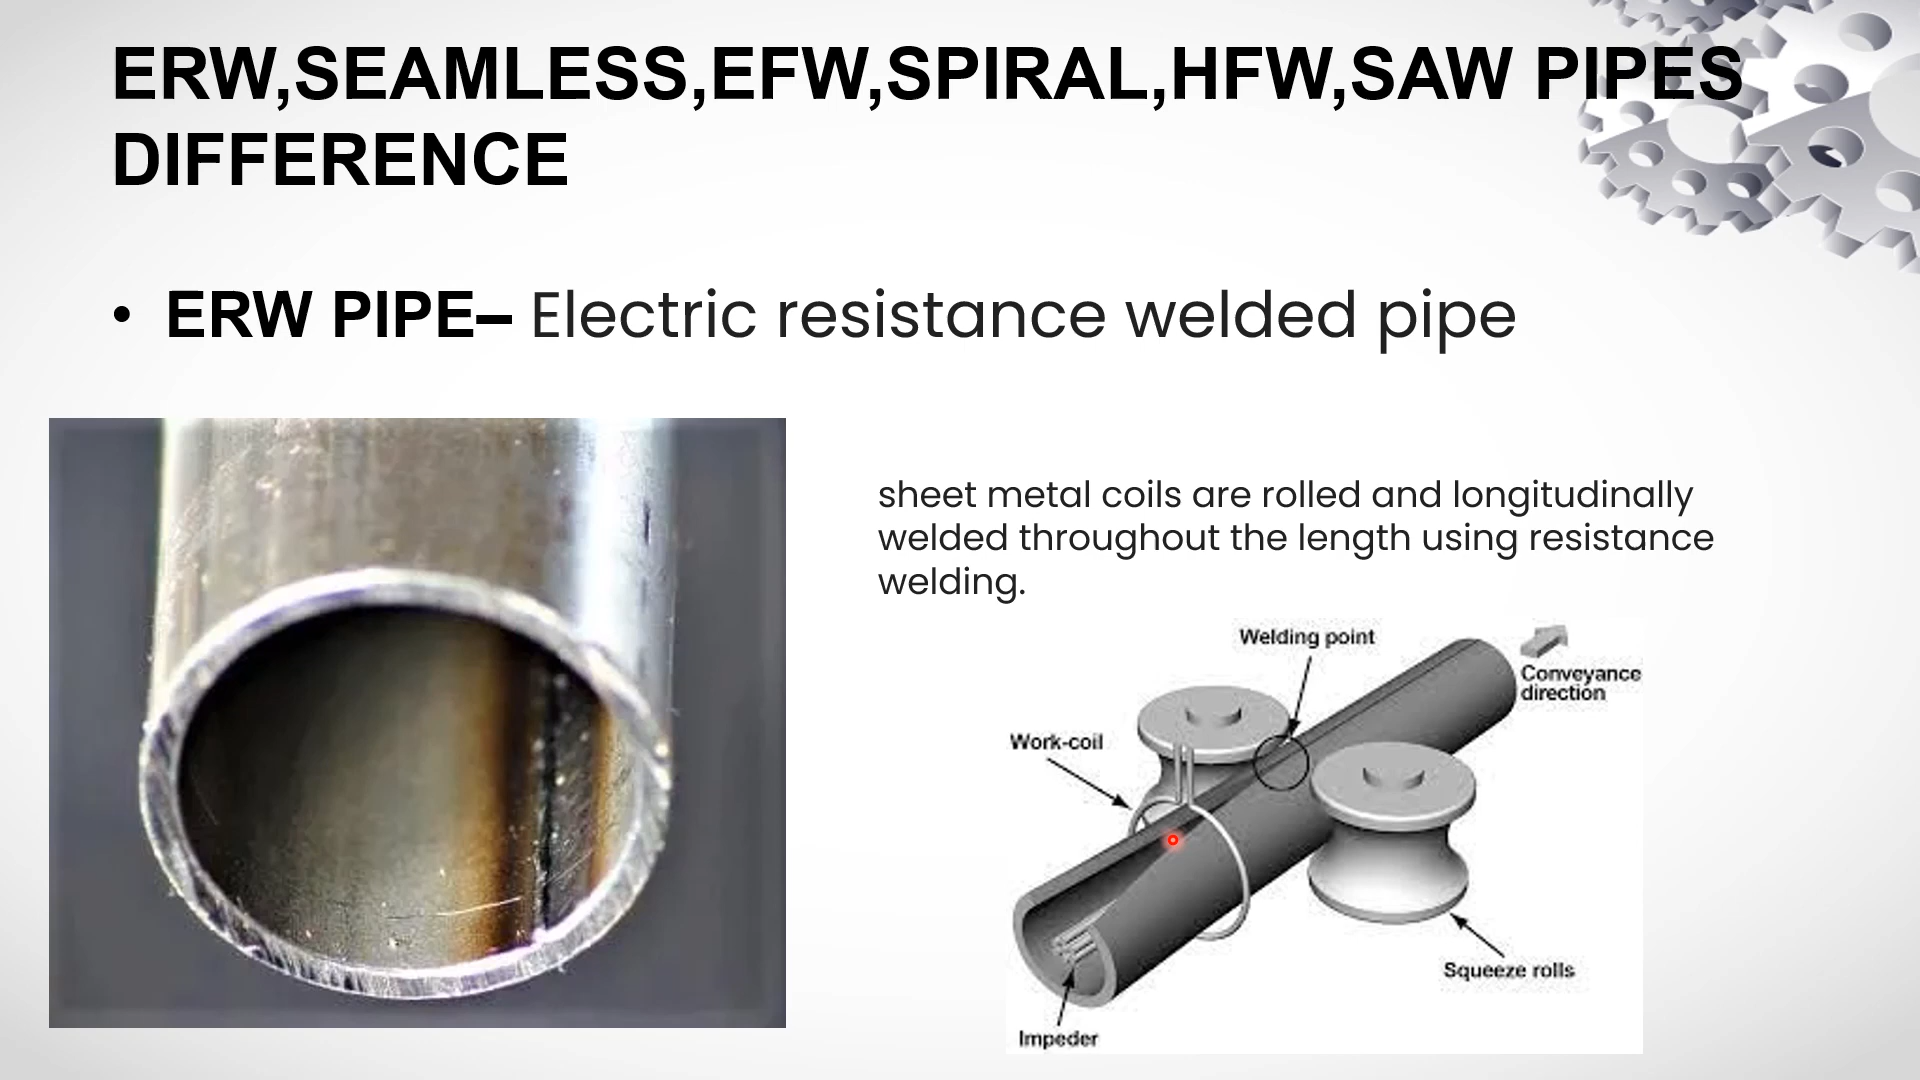 ERW,SEAMLESS,EFW,SPIRAL,HFW,SAW PIPES
DIFFERENCE
• ERW PIPE– Electric resistance welded pipe
sheet metal coils are rolled and longitudinally
welded throughout the length using resistance
welding.
Welding point
Conveyance
direction
Work-coil
Squeeze rolls
Impeder